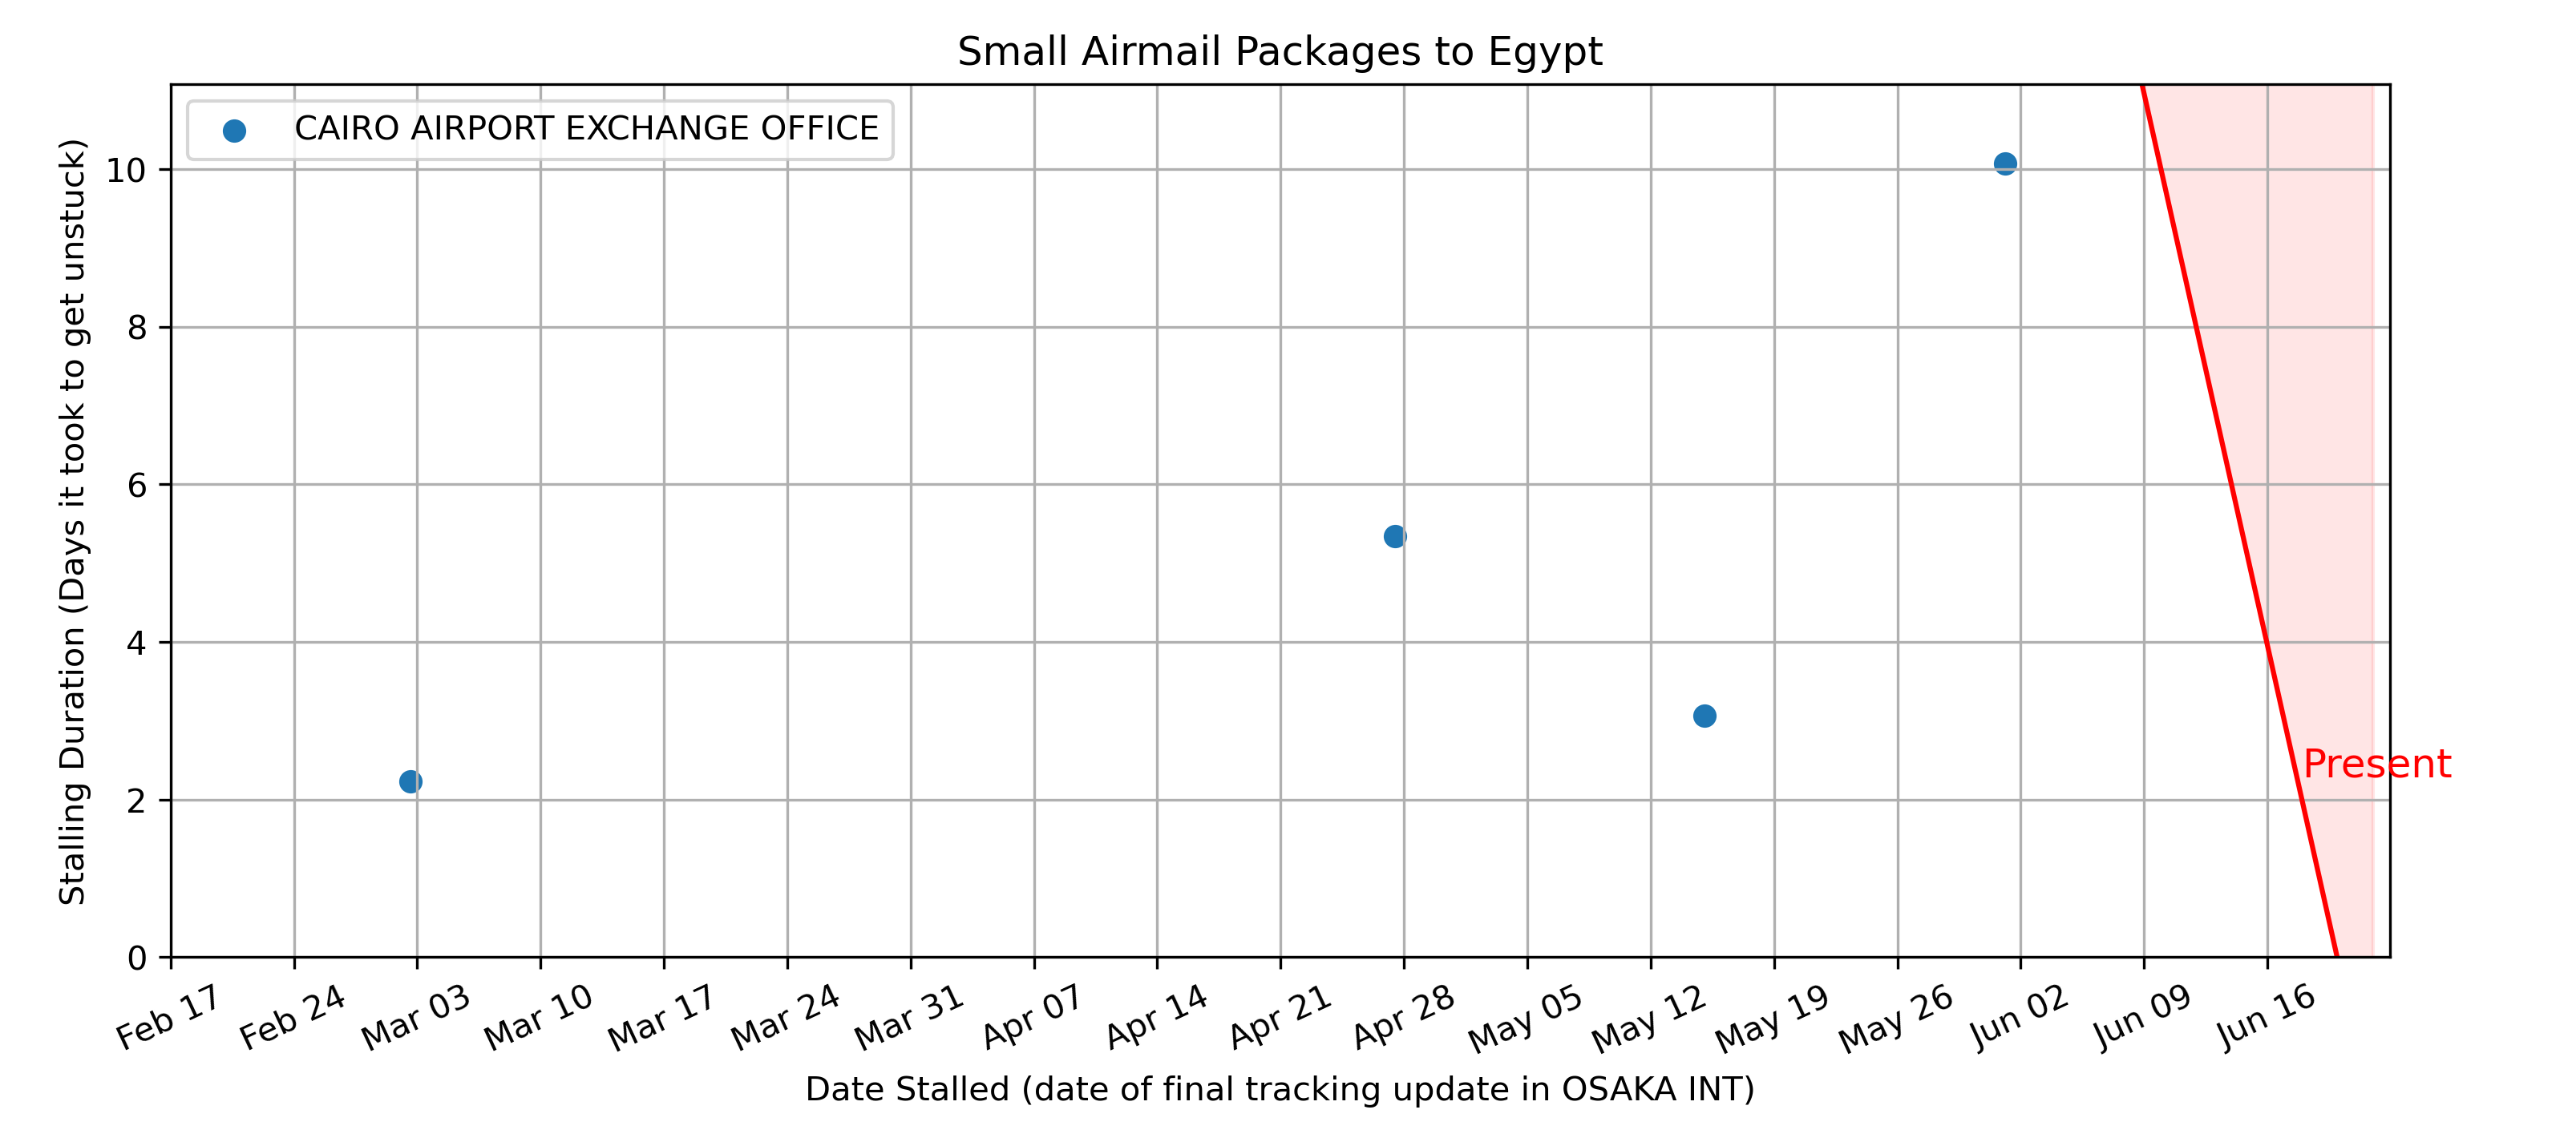 Small Airmail Packages to Egypt
CAIRO AIRPORT EXCHANGE OFFICE
Stalling Duration (Days it took to get unstuck)
10
8
6
4
2
0
Present
Feb 17
Feb 24
Mar 03
Mar 10
Mar 17
Mar 24
Mar 31
Apr 07
Apr 14
Apr 21
Apr 28
May 05
May 12
May 19
May 26
Jun 02
Jun 09
Jun 16
Date Stalled (date of final tracking update in OSAKA INT)